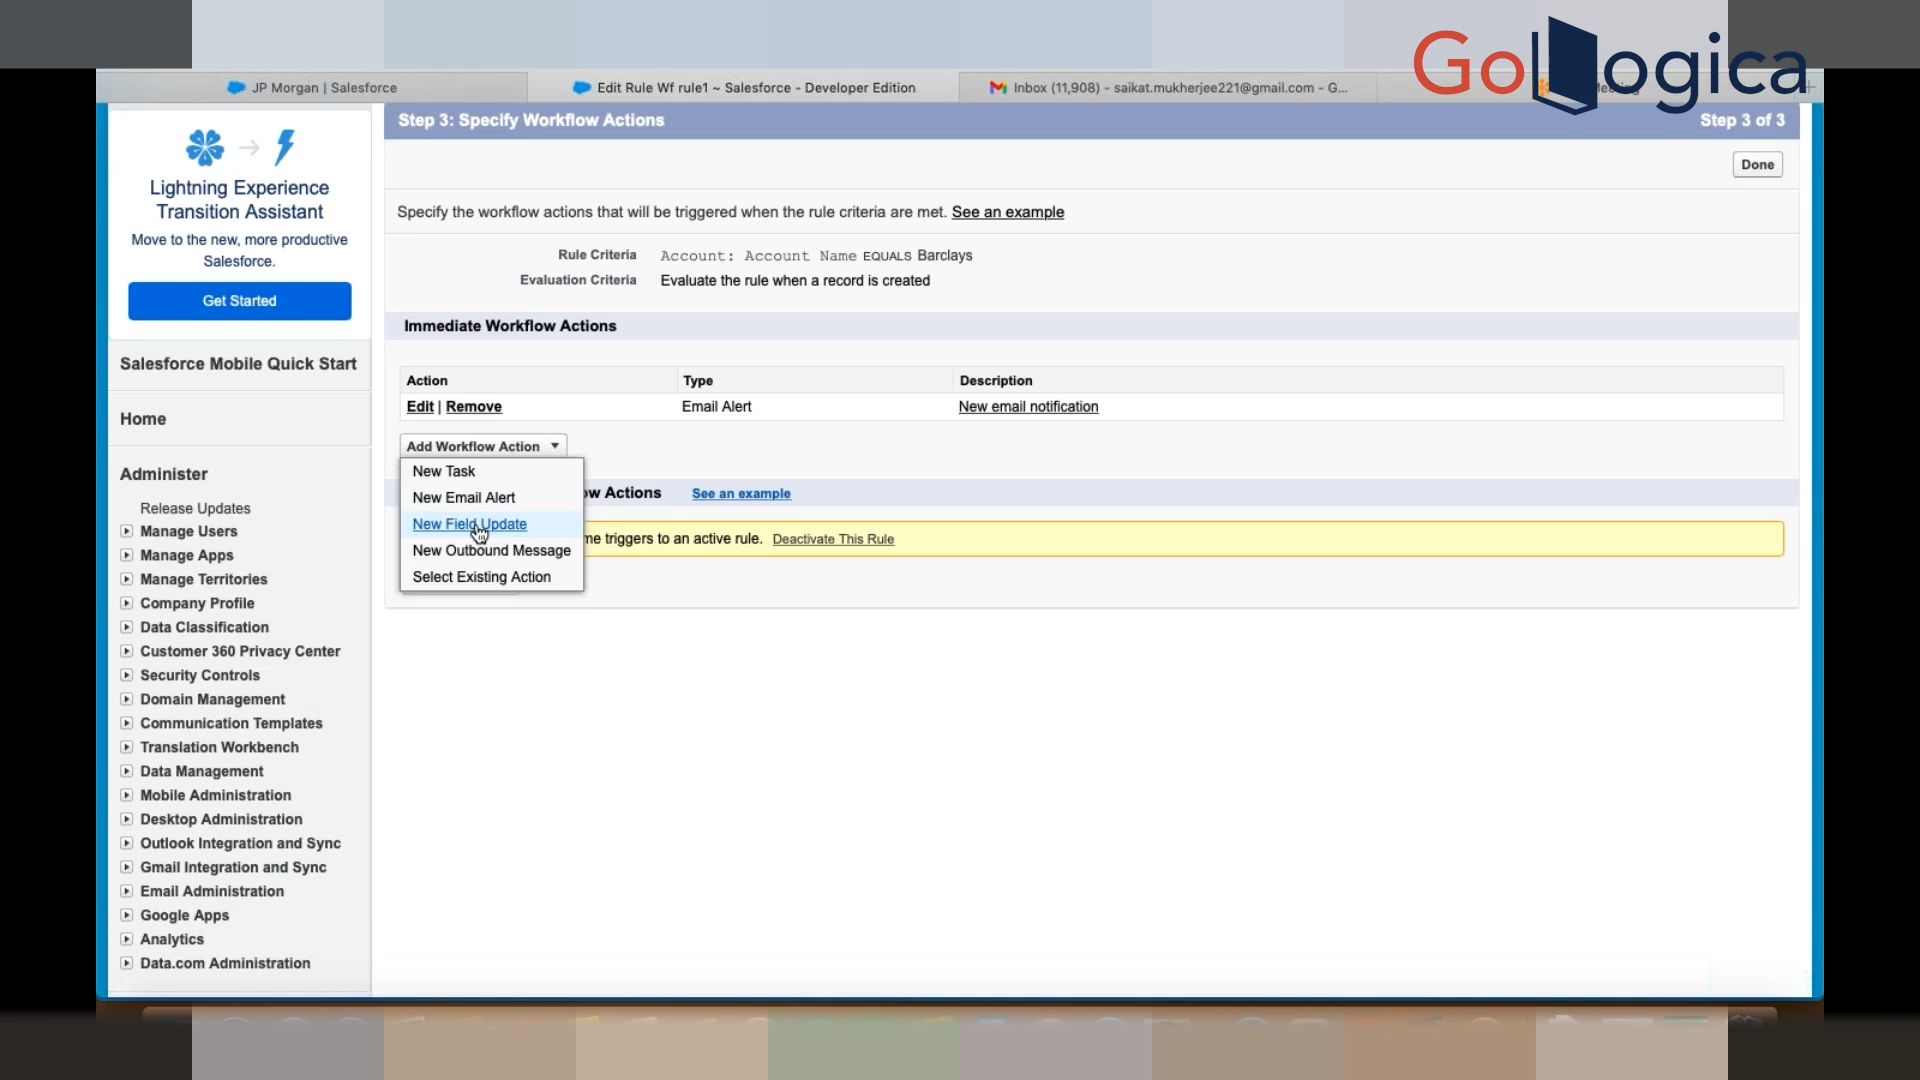 GoLogica
JP Morgan | Salesforce
Edit Rule Wf rule1 ~ Salesforce - Developer Edition
Inbox (11,908) - saikat.mukherjee221@gmail.com - G...
Step 3: Specify Workflow Actions
Step 3 of 3
Done
Lightning Experience
Transition Assistant
Move to the new, more productive
Salesforce.
Get Started
Specify the workflow actions that will be triggered when the rule criteria are met. See an example
Rule Criteria
Account: Account Name EQUALS Barclays
Evaluation Criteria
Evaluate the rule when a record is created
Immediate Workflow Actions
Action
Type
Description
Edit | Remove
Email Alert
New email notification
Add Workflow Action
New Task
New Email Alert
New Field Update
New Outbound Message
Select Existing Action
Actions
See an example
triggers to an active rule. Deactivate This Rule
Salesforce Mobile Quick Start
Home
Administer
Release Updates
Manage Users
Manage Apps
Manage Territories
Company Profile
Data Classification
Customer 360 Privacy Center
Security Controls
Domain Management
Communication Templates
Translation Workbench
Data Management
Mobile Administration
Desktop Administration
Outlook Integration and Sync
Gmail Integration and Sync
Email Administration
Google Apps
Analytics
Data.com Administration